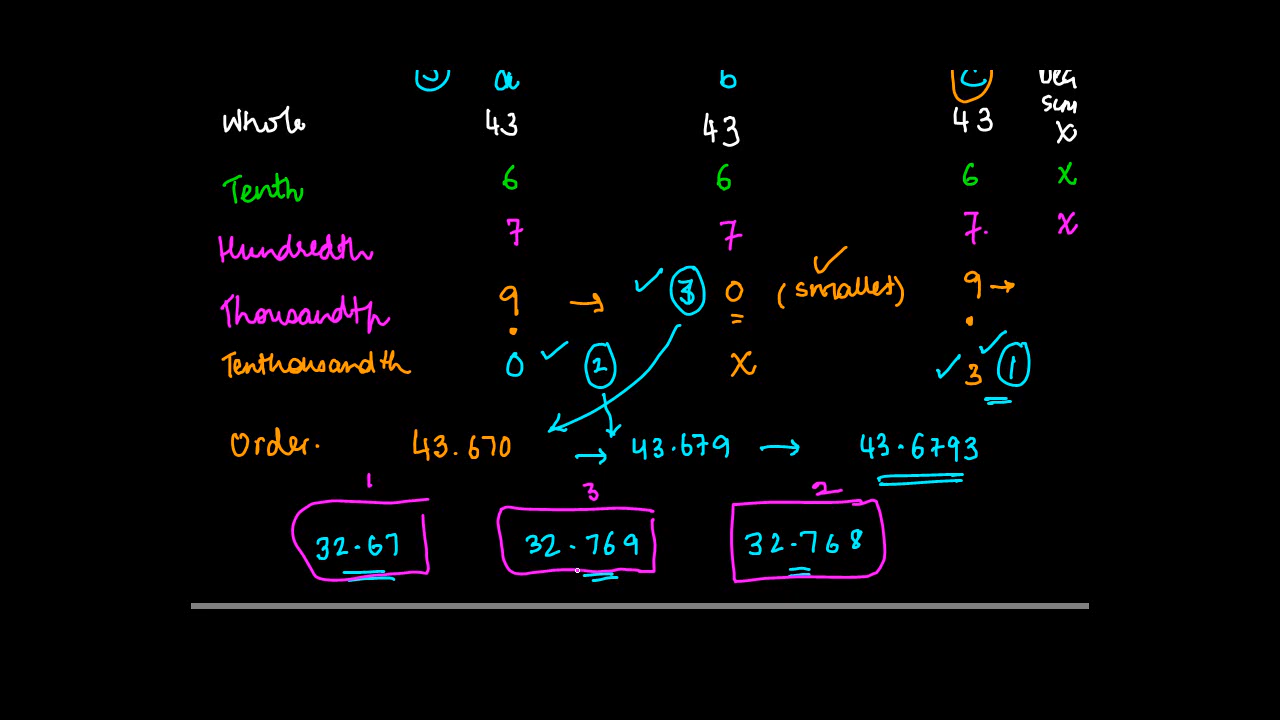 a b c
Whole 43 43 43 x
Tenth 6 6 6 x
Hundredth 7 7 7. x
Thousandth 9 → ✓ 3 0 (smallest) ✓ 9 →
Tenthousandth 0 ✓ 2 x ✓ 3 ✓ 1
Order. 43.670 → 43.679 → 43.6793
1 3 2
32.67 32.769 32.768